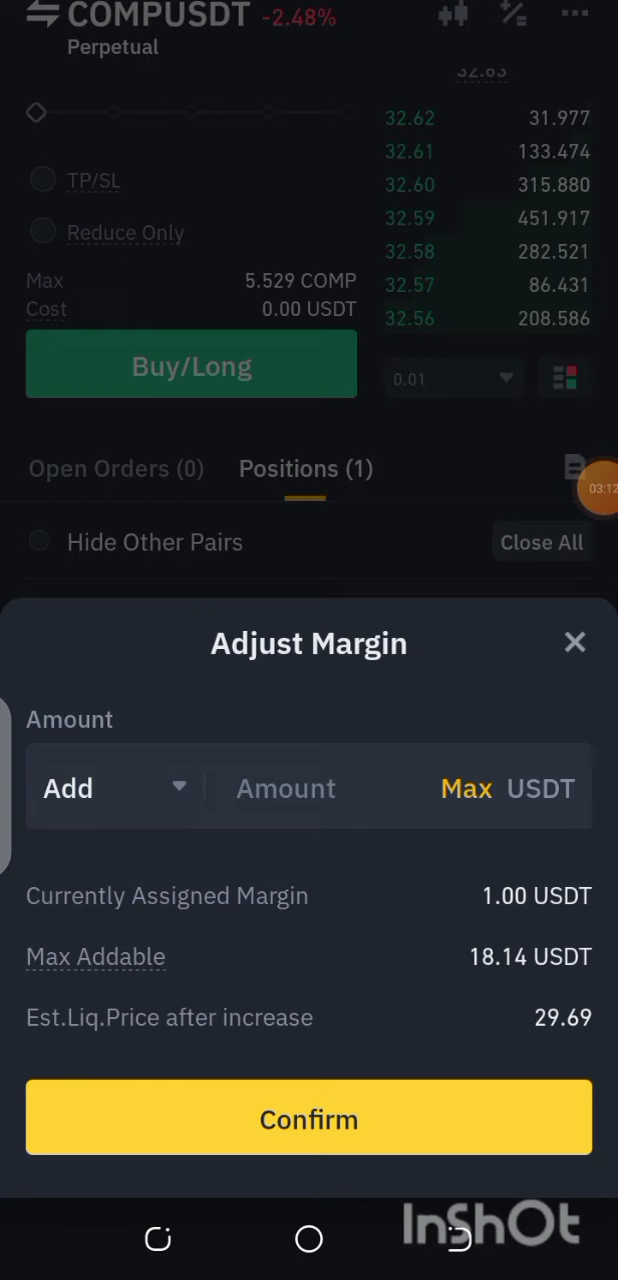 COMPUSDT -2.48%
Perpetual
32.63
32.62 31.977
32.61 133.474
TP/SL
32.60 315.880
32.59 451.917
Reduce Only
32.58 282.521
Max 5.529 COMP
32.57 86.431
Cost 0.00 USDT
32.56 208.586
Buy/Long
0.01
Open Orders (0) Positions (1)
03:12
Hide Other Pairs Close All
Adjust Margin
Amount
Add Amount Max USDT
Currently Assigned Margin 1.00 USDT
Max Addable 18.14 USDT
Est.Liq.Price after increase 29.69
Confirm
InShOt